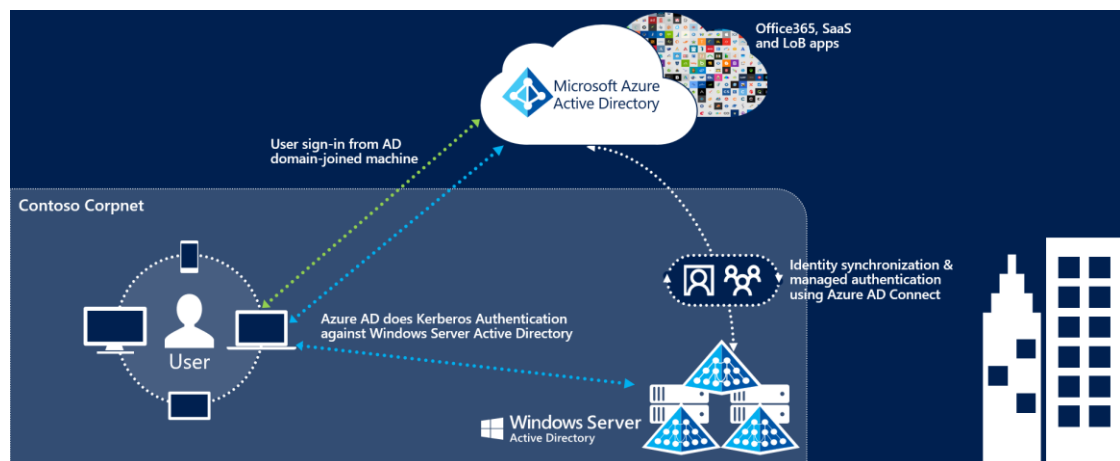 Office365, SaaS
and LoB apps
Microsoft Azure
Active Directory
User sign-in from AD
domain-joined machine
Contoso Corpnet
Identity synchronization &
managed authentication
using Azure AD Connect
Azure AD does Kerberos Authentication
against Windows Server Active Directory
User
Windows Server
Active Directory